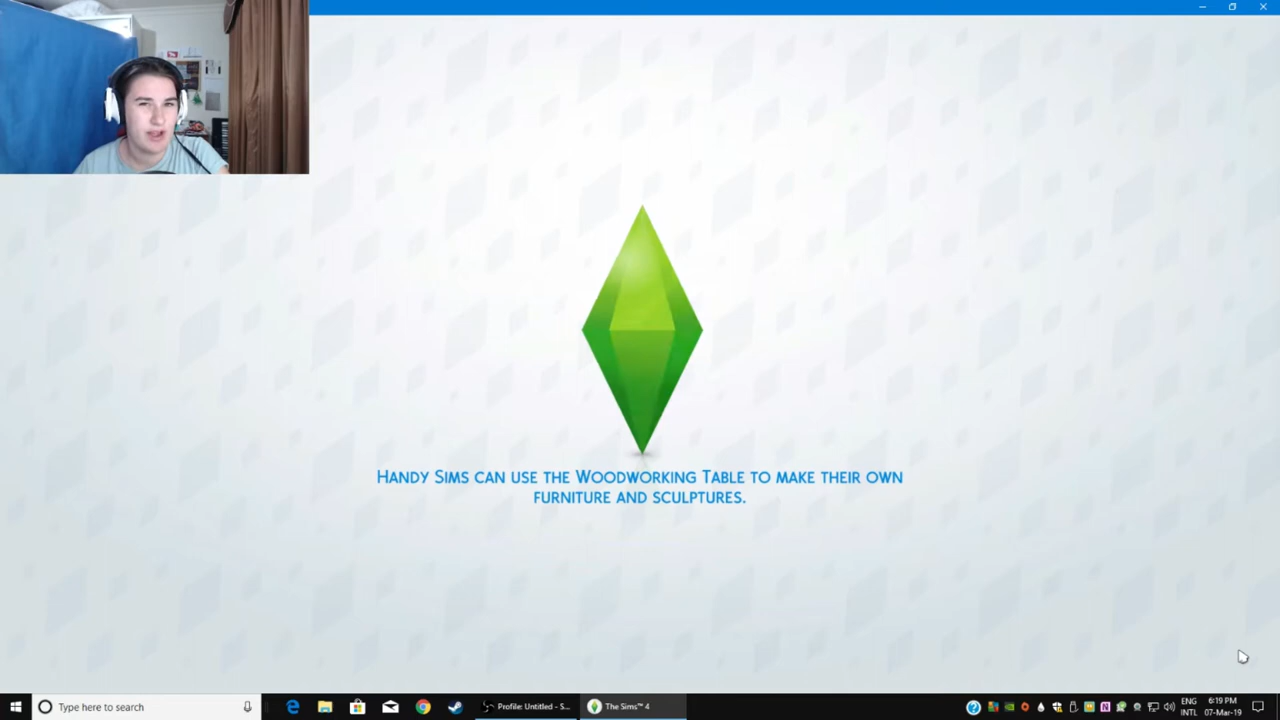 HANDY SIMS CAN USE THE WOODWORKING TABLE TO MAKE THEIR OWN
FURNITURE AND SCULPTURES.
Type here to search
Profile: Untitled - S...
The Sims™ 4
ENG
INTL
6:19 PM
07-Mar-19